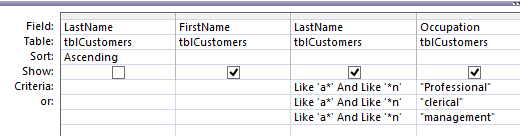 Field: LastName FirstName LastName Occupation
Table: tblCustomers tblCustomers tblCustomers tblCustomers
Sort: Ascending
Show:
Criteria: Like 'a*' And Like '*n' "Professional"
or: Like 'a*' And Like '*n' "clerical"
Like 'a*' And Like '*n' "management"